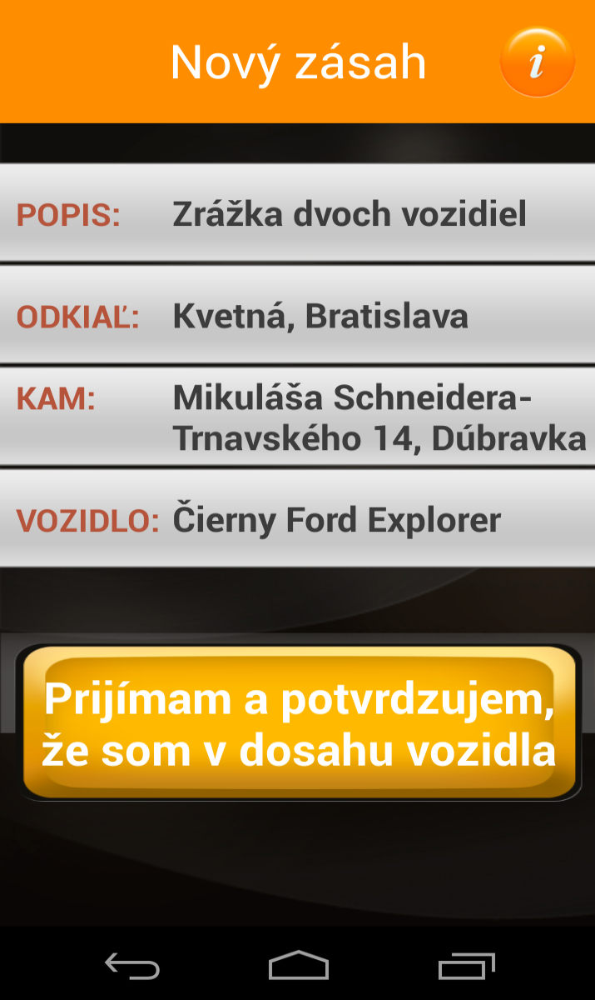 Nový zásah
i
POPIS: Zrážka dvoch vozidiel
ODKIAĽ: Kvetná, Bratislava
KAM: Mikuláša Schneidera-
Trnavského 14, Dúbravka
VOZIDLO: Čierny Ford Explorer
Prijímam a potvrdzujem,
že som v dosahu vozidla